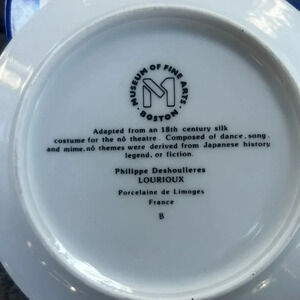 MUSEUM OF FINE ARTS
BOSTON
M
Adapted from an 18th century silk
costume for the nô theatre. Composed of dance, song,
and mime, nô themes were derived from Japanese history,
legend, or fiction.
Philippe Deshoulieres
LOURIOUX
Porcelaine de Limoges
France
B